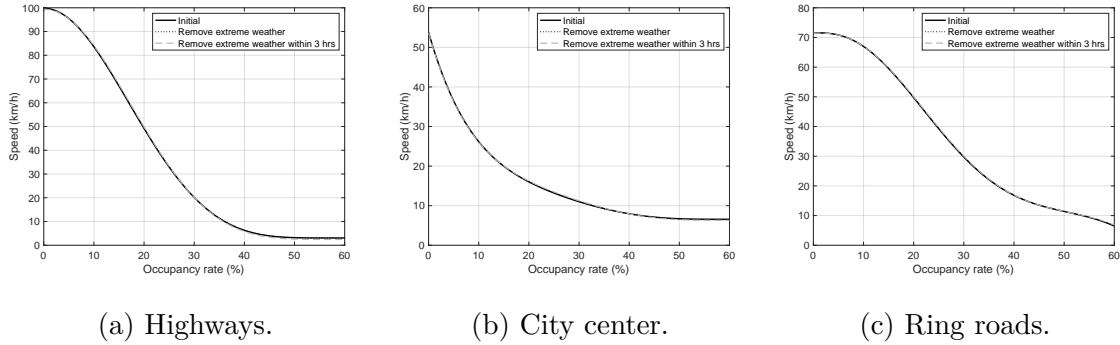 Initial
Remove extreme weather
Remove extreme weather within 3 hrs
100
90
80
70
60
50
40
30
20
10
0
Speed (km/h)
0 10 20 30 40 50 60
Occupancy rate (%)
(a) Highways.
Initial
Remove extreme weather
Remove extreme weather within 3 hrs
60
50
40
30
20
10
0
Speed (km/h)
0 10 20 30 40 50 60
Occupancy rate (%)
(b) City center.
Initial
Remove extreme weather
Remove extreme weather within 3 hrs
80
70
60
50
40
30
20
10
0
Speed (km/h)
0 10 20 30 40 50 60
Occupancy rate (%)
(c) Ring roads.